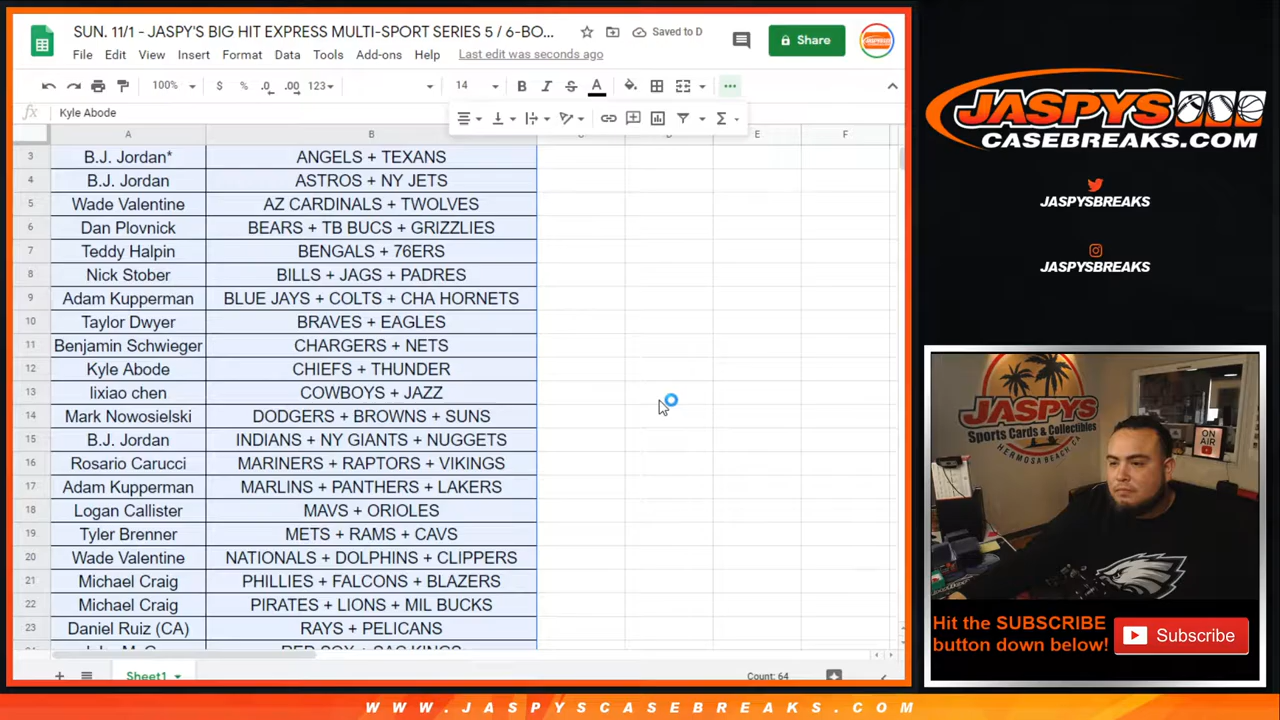 SUN. 11/1 - JASPY'S BIG HIT EXPRESS MULTI-SPORT SERIES 5 / 6-BO...
Saved to D
File Edit View Insert Format Data Tools Add-ons Help Last edit was seconds ago
Share
100% $ % .0 .00 123 14 B I S A
fx Kyle Abode
A B C D E F
3 B.J. Jordan* ANGELS + TEXANS
4 B.J. Jordan ASTROS + NY JETS
5 Wade Valentine AZ CARDINALS + TWOLVES
6 Dan Plovnick BEARS + TB BUCS + GRIZZLIES
7 Teddy Halpin BENGALS + 76ERS
8 Nick Stober BILLS + JAGS + PADRES
9 Adam Kupperman BLUE JAYS + COLTS + CHA HORNETS
10 Taylor Dwyer BRAVES + EAGLES
11 Benjamin Schwieger CHARGERS + NETS
12 Kyle Abode CHIEFS + THUNDER
13 lixiao chen COWBOYS + JAZZ
14 Mark Nowosielski DODGERS + BROWNS + SUNS
15 B.J. Jordan INDIANS + NY GIANTS + NUGGETS
16 Rosario Carucci MARINERS + RAPTORS + VIKINGS
17 Adam Kupperman MARLINS + PANTHERS + LAKERS
18 Logan Callister MAVS + ORIOLES
19 Tyler Brenner METS + RAMS + CAVS
20 Wade Valentine NATIONALS + DOLPHINS + CLIPPERS
21 Michael Craig PHILLIES + FALCONS + BLAZERS
22 Michael Craig PIRATES + LIONS + MIL BUCKS
23 Daniel Ruiz (CA) RAYS + PELICANS
RED SOX + SAC KINGS
Sheet1
Count: 64
JASPYS
CASEBREAKS.COM
JASPYSBREAKS
JASPYSBREAKS
JASPYS
Sports Cards & Collectibles
HERMOSA BEACH, CA
ON AIR
Hit the SUBSCRIBE
button down below!
Subscribe
WWW.JASPYSCASEBREAKS.COM